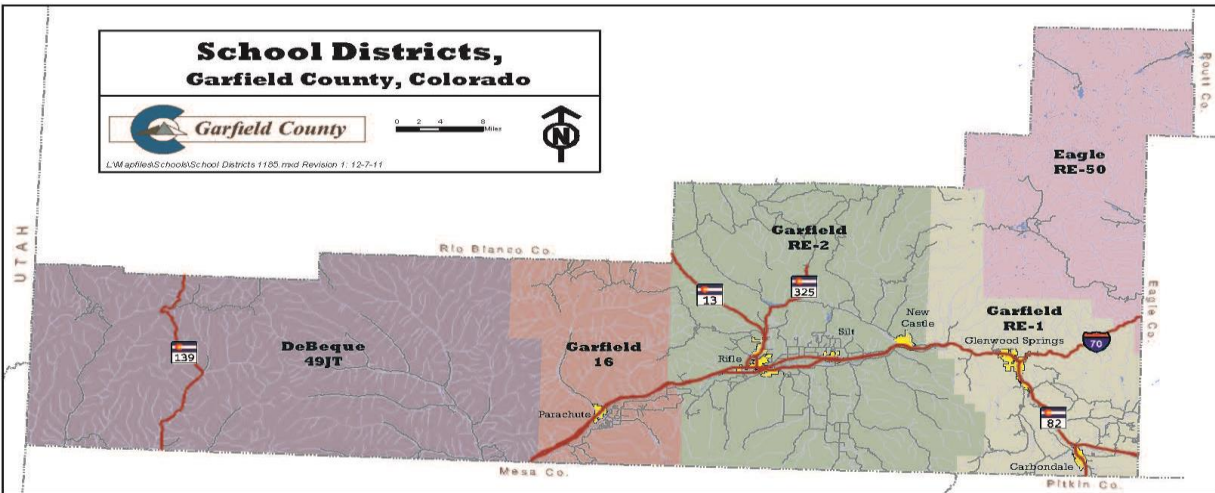 School Districts,
Garfield County, Colorado
Garfield County
0 2 4 8
Miles
N
L:\Mapfiles\Schools\School Districts 1185.mxd Revision 1: 12-7-11
UTAH
Rio Blanco Co.
Routt Co.
Eagle Co.
Mesa Co.
Pitkin Co.
Eagle
RE-50
Garfield
RE-2
13
325
New
Castle
Silt
Rifle
Garfield
RE-1
Glenwood Springs
70
139
DeBeque
49JT
Garfield
16
Parachute
82
Carbondale